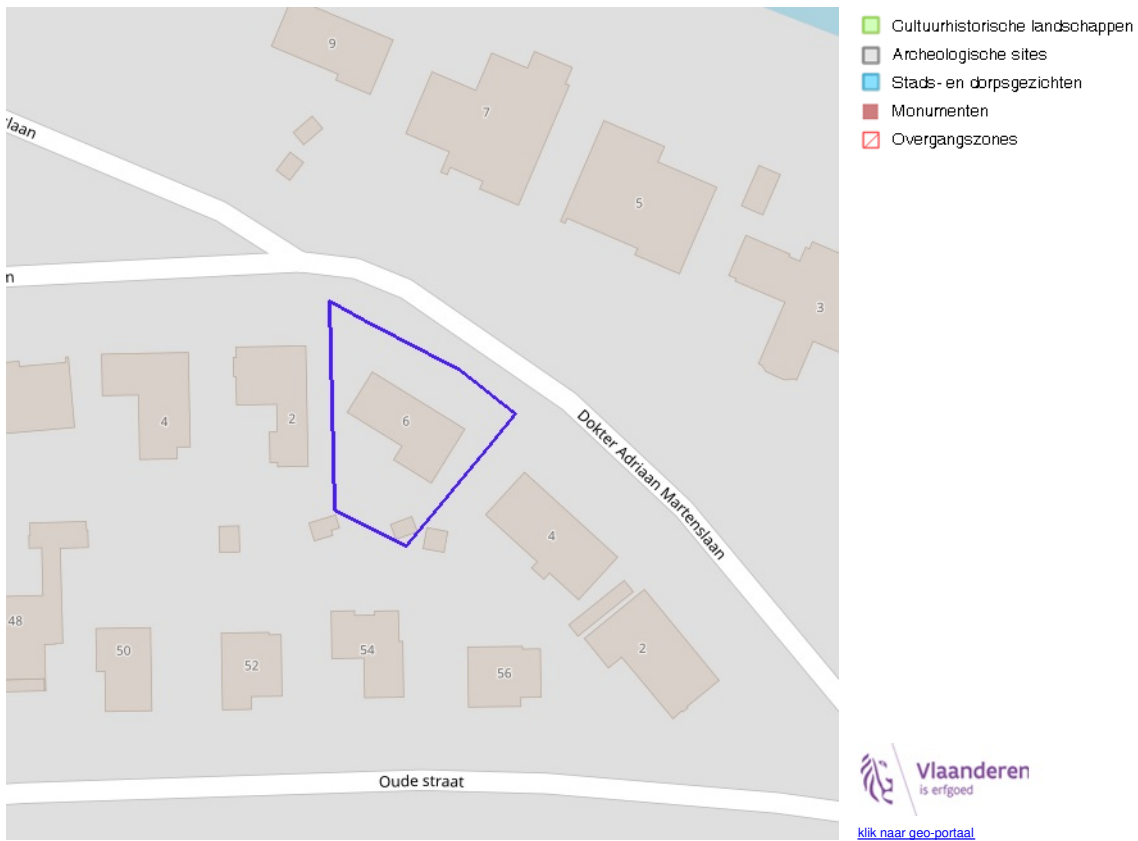 9
7
5
3
laan
n
6
2
4
4
2
48
50
52
54
56
Dokter Adriaan Martenslaan
Oude straat
Cultuurhistorische landschappen
Archeologische sites
Stads- en dorpsgezichten
Monumenten
Overgangszones
Vlaanderen
is erfgoed
klik naar geo-portaal